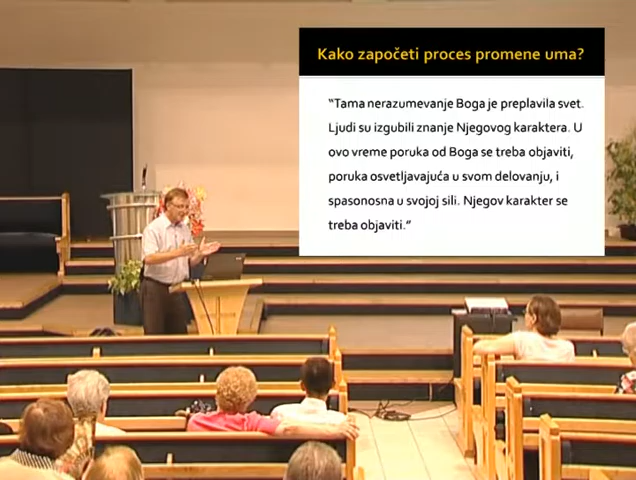 Kako započeti proces promene uma?
“Tama nerazumevanje Boga je preplavila svet.
Ljudi su izgubili znanje Njegovog karaktera. U
ovo vreme poruka od Boga se treba objaviti,
poruka osvetljavajuća u svom delovanju, i
spasonosna u svojoj sili. Njegov karakter se
treba objaviti.”